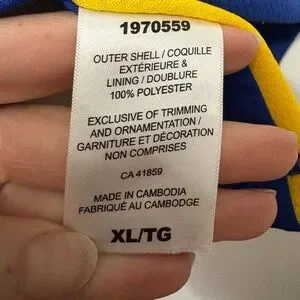 1970559
OUTER SHELL / COQUILLE
EXTÉRIEURE &
LINING / DOUBLURE
100% POLYESTER
EXCLUSIVE OF TRIMMING
AND ORNAMENTATION/
GARNITURE ET DÉCORATION
NON COMPRISES
CA 41859
MADE IN CAMBODIA
FABRIQUÉ AU CAMBODGE
XL/TG